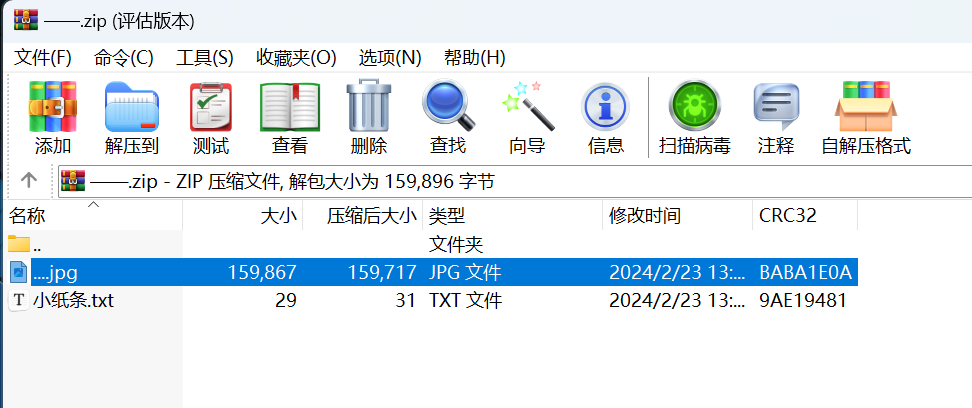 ——.zip (评估版本)
文件(F) 命令(C) 工具(S) 收藏夹(O) 选项(N) 帮助(H)
添加 解压到 测试 查看 删除 查找 向导 信息 扫描病毒 注释 自解压格式
——.zip - ZIP 压缩文件, 解包大小为 159,896 字节
名称 大小 压缩后大小 类型 修改时间 CRC32
.. 文件夹
....jpg 159,867 159,717 JPG 文件 2024/2/23 13:... BABA1E0A
小纸条.txt 29 31 TXT 文件 2024/2/23 13:... 9AE19481